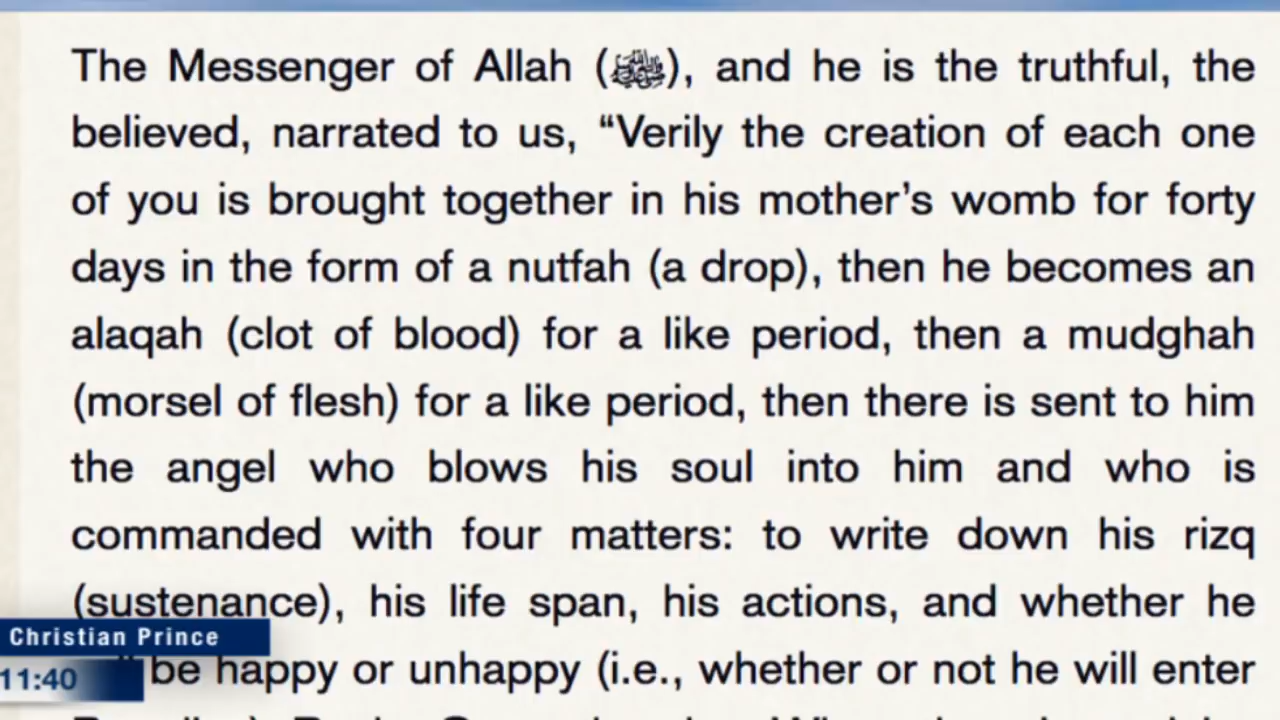 The Messenger of Allah (ﷺ), and he is the truthful, the
believed, narrated to us, “Verily the creation of each one
of you is brought together in his mother’s womb for forty
days in the form of a nutfah (a drop), then he becomes an
alaqah (clot of blood) for a like period, then a mudghah
(morsel of flesh) for a like period, then there is sent to him
the angel who blows his soul into him and who is
commanded with four matters: to write down his rizq
(sustenance), his life span, his actions, and whether he
Christian Prince
be happy or unhappy (i.e., whether or not he will enter
11:40